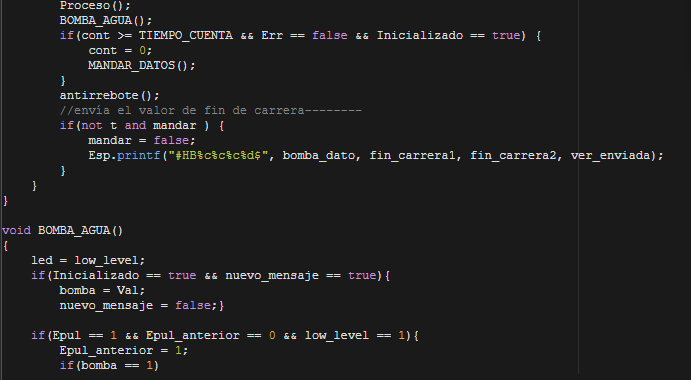 Proceso();
BOMBA_AGUA();
if(cont >= TIEMPO_CUENTA && Err == false && Inicializado == true) {
cont = 0;
MANDAR_DATOS();
}
antirrebote();
//envía el valor de fin de carrera--------
if(not t and mandar ) {
mandar = false;
Esp.printf("#HB%c%c%c%d$", bomba_dato, fin_carrera1, fin_carrera2, ver_enviada);
}
}
}
void BOMBA_AGUA()
{
led = low_level;
if(Inicializado == true && nuevo_mensaje == true){
bomba = Val;
nuevo_mensaje = false;}
if(Epul == 1 && Epul_anterior == 0 && low_level == 1){
Epul_anterior = 1;
if(bomba == 1)